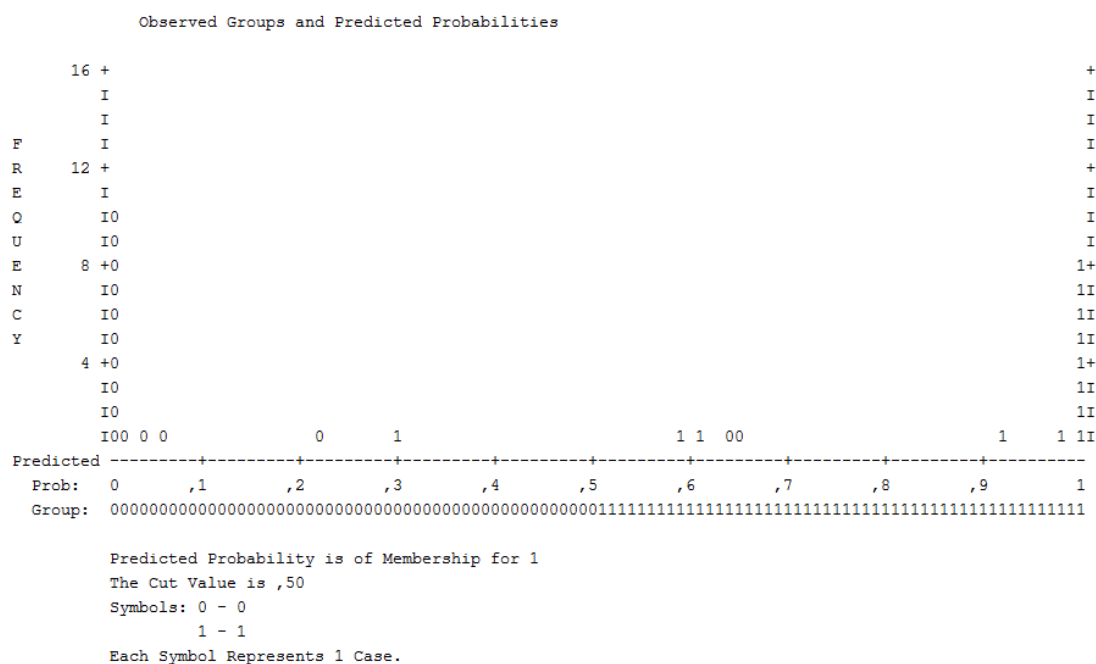 Observed Groups and Predicted Probabilities
16 + +
I I
I I
F I I
R 12 + +
E I I
Q I0 I
U I0 I
E 8 +0 1+
N I0 1I
C I0 1I
Y I0 1I
4 +0 1+
I0 1I
I0 1I
I00 0 0 0 1 1 1 00 1 1 1I
Predicted ---------+---------+---------+---------+---------+---------+---------+---------+---------+----------
Prob: 0 ,1 ,2 ,3 ,4 ,5 ,6 ,7 ,8 ,9 1
Group: 0000000000000000000000000000000000000000000000000011111111111111111111111111111111111111111111111111
Predicted Probability is of Membership for 1
The Cut Value is ,50
Symbols: 0 - 0
1 - 1
Each Symbol Represents 1 Case.